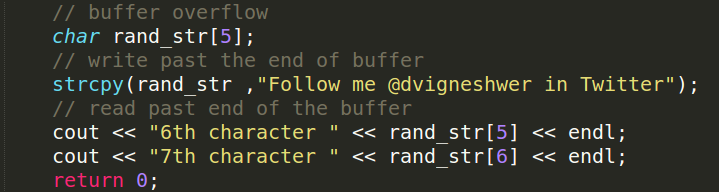 // buffer overflow
char rand_str[5];
// write past the end of buffer
strcpy(rand_str ,"Follow me @dvigneshwer in Twitter");
// read past end of the buffer
cout << "6th character " << rand_str[5] << endl;
cout << "7th character " << rand_str[6] << endl;
return 0;